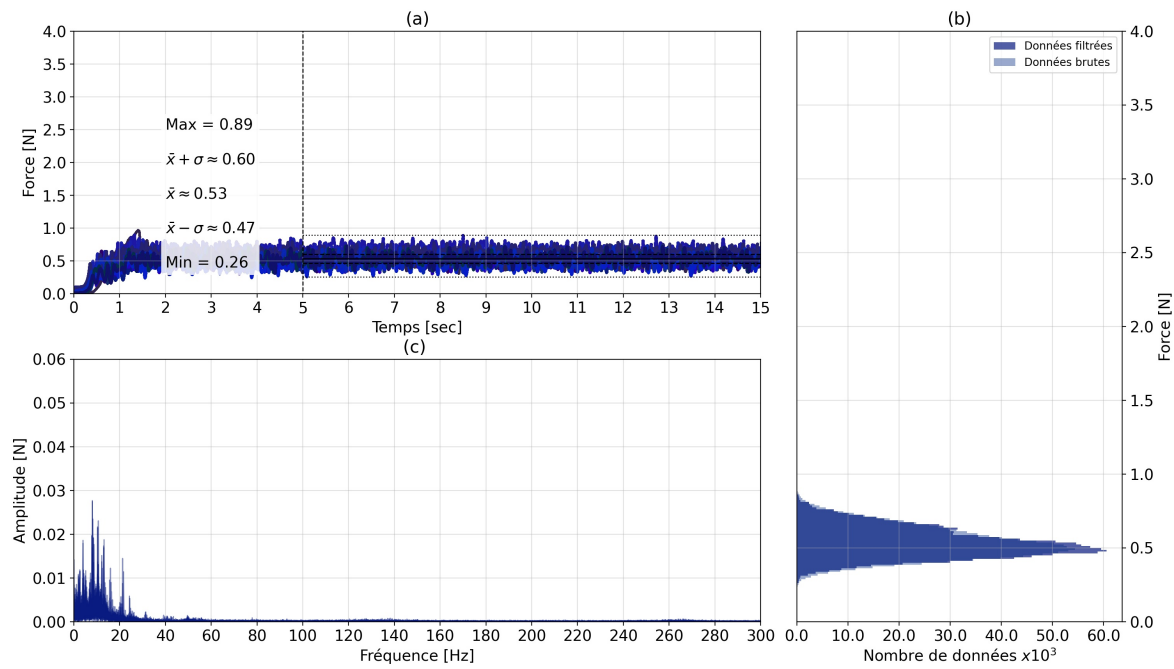 (a)
4.0
3.5
3.0
2.5
2.0
1.5
1.0
0.5
0.0
Force [N]
Max = 0.89
x̄ + σ ≈ 0.60
x̄ ≈ 0.53
x̄ − σ ≈ 0.47
Min = 0.26
0 1 2 3 4 5 6 7 8 9 10 11 12 13 14 15
Temps [sec]
(c)
0.06
0.05
0.04
0.03
0.02
0.01
0.00
Amplitude [N]
0 20 40 60 80 100 120 140 160 180 200 220 240 260 280 300
Fréquence [Hz]
(b)
Données filtrées
Données brutes
4.0
3.5
3.0
2.5
2.0
1.5
1.0
0.5
0.0
Force [N]
0.0 10.0 20.0 30.0 40.0 50.0 60.0
Nombre de données x10³